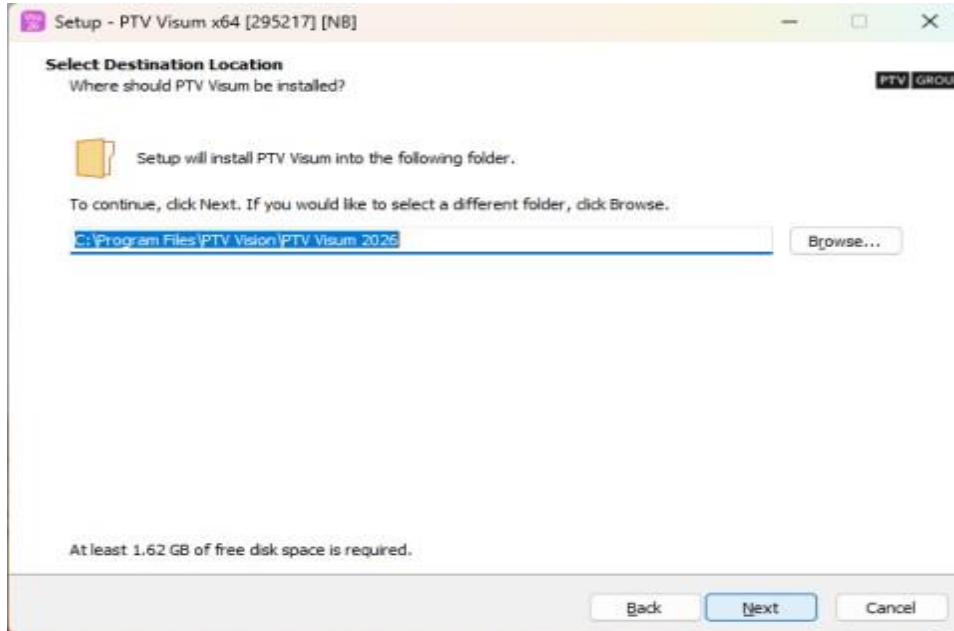 Setup - PTV Visum x64 [295217] [NB]
Select Destination Location
Where should PTV Visum be installed?
PTV GROU
Setup will install PTV Visum into the following folder.
To continue, click Next. If you would like to select a different folder, click Browse.
C:\Program Files\PTV Vision\PTV Visum 2026
Browse...
At least 1.62 GB of free disk space is required.
Back
Next
Cancel